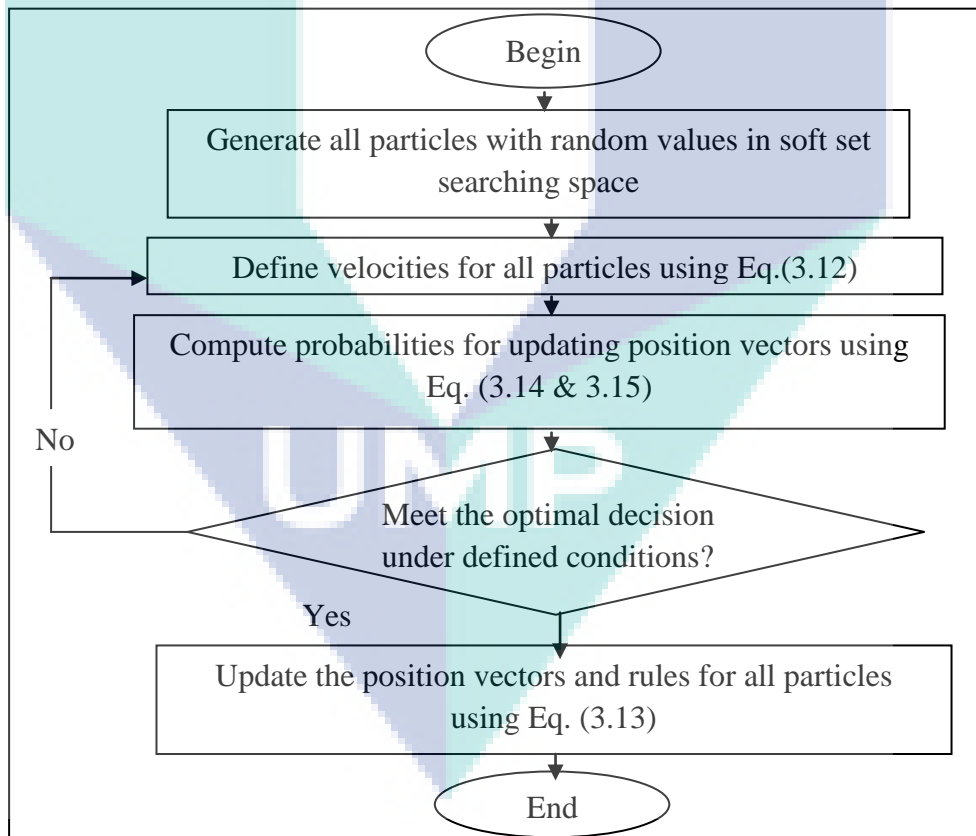 Begin
Generate all particles with random values in soft set
searching space
Define velocities for all particles using Eq.(3.12)
Compute probabilities for updating position vectors using
Eq. (3.14 & 3.15)
No
UMP
Meet the optimal decision
under defined conditions?
Yes
Update the position vectors and rules for all particles
using Eq. (3.13)
End